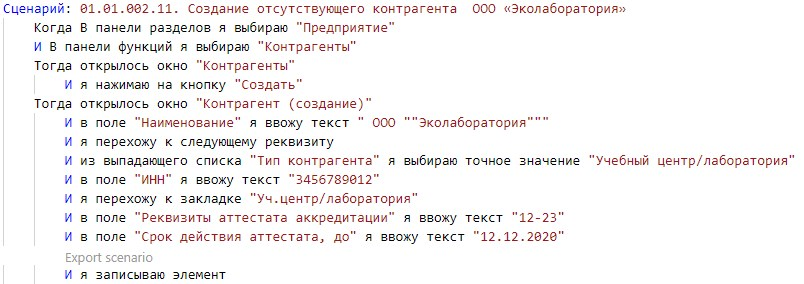 Сценарий: 01.01.002.11. Создание отсутствующего контрагента  ООО «Эколаборатория»
Когда В панели разделов я выбираю "Предприятие"
И В панели функций я выбираю "Контрагенты"
Тогда открылось окно "Контрагенты"
И я нажимаю на кнопку "Создать"
Тогда открылось окно "Контрагент (создание)"
И в поле "Наименование" я ввожу текст " ООО ""Эколаборатория"""
И я перехожу к следующему реквизиту
И из выпадающего списка "Тип контрагента" я выбираю точное значение "Учебный центр/лаборатория"
И в поле "ИНН" я ввожу текст "3456789012"
И я перехожу к закладке "Уч.центр/лаборатория"
И в поле "Реквизиты аттестата аккредитации" я ввожу текст "12-23"
И в поле "Срок действия аттестата, до" я ввожу текст "12.12.2020"
Export scenario
И я записываю элемент